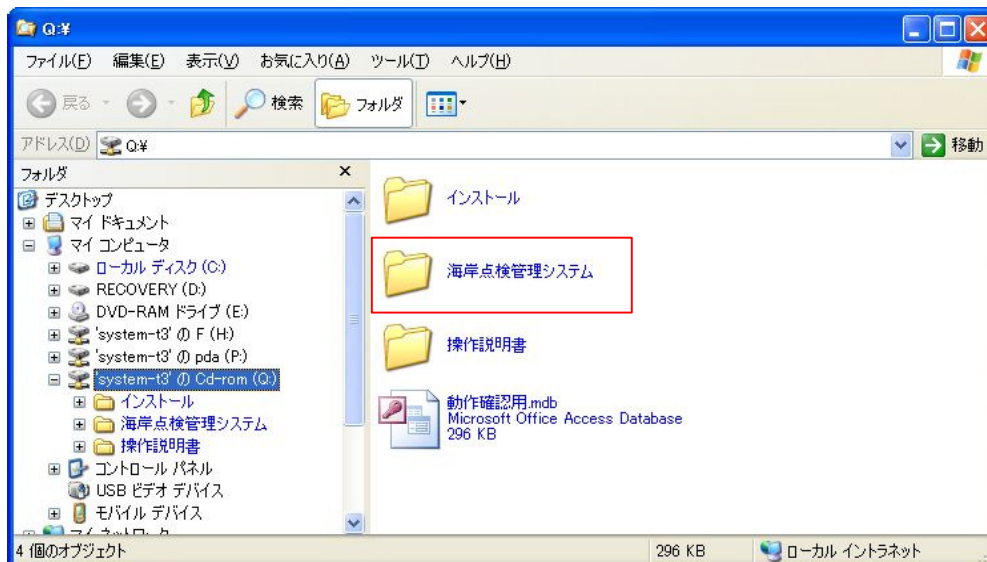 Q:¥
ファイル(F) 編集(E) 表示(V) お気に入り(A) ツール(T) ヘルプ(H)
戻る 検索 フォルダ
アドレス(D) Q:¥ 移動
フォルダ ×
デスクトップ
マイ ドキュメント
マイ コンピュータ
ローカル ディスク (C:)
RECOVERY (D:)
DVD-RAM ドライブ (E:)
'system-t3' の F (H:)
'system-t3' の pda (P:)
'system-t3' の Cd-rom (Q:)
インストール
海岸点検管理システム
操作説明書
コントロール パネル
USB ビデオ デバイス
モバイル デバイス
マイ ネットワーク
インストール
海岸点検管理システム
操作説明書
動作確認用.mdb
Microsoft Office Access Database
296 KB
4 個のオブジェクト 296 KB ローカル イントラネット